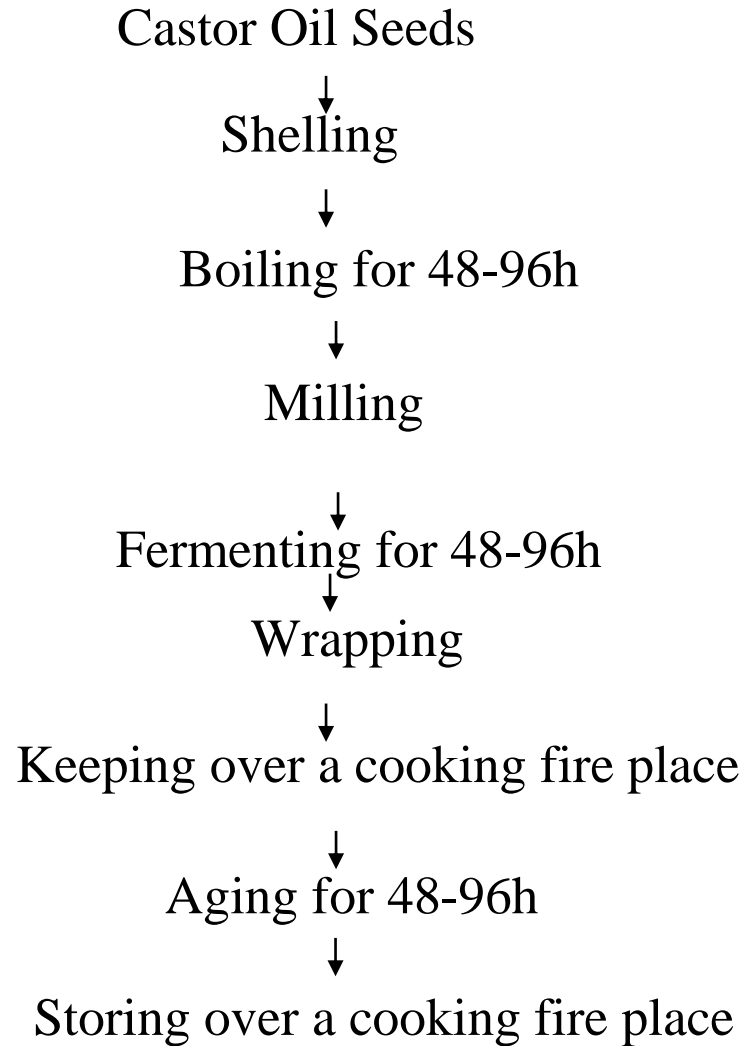 Castor Oil Seeds
Shelling
Boiling for 48-96h
Milling
Fermenting for 48-96h
Wrapping
Keeping over a cooking fire place
Aging for 48-96h
Storing over a cooking fire place